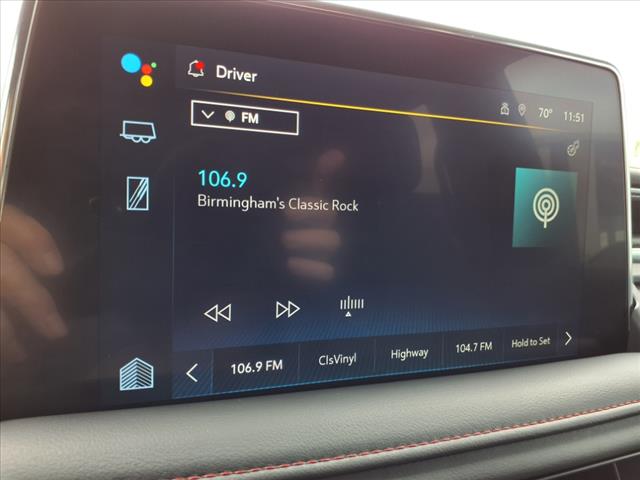 Driver
70° 11:51
FM
106.9
Birmingham's Classic Rock
106.9 FM ClsVinyl Highway 104.7 FM Hold to Set